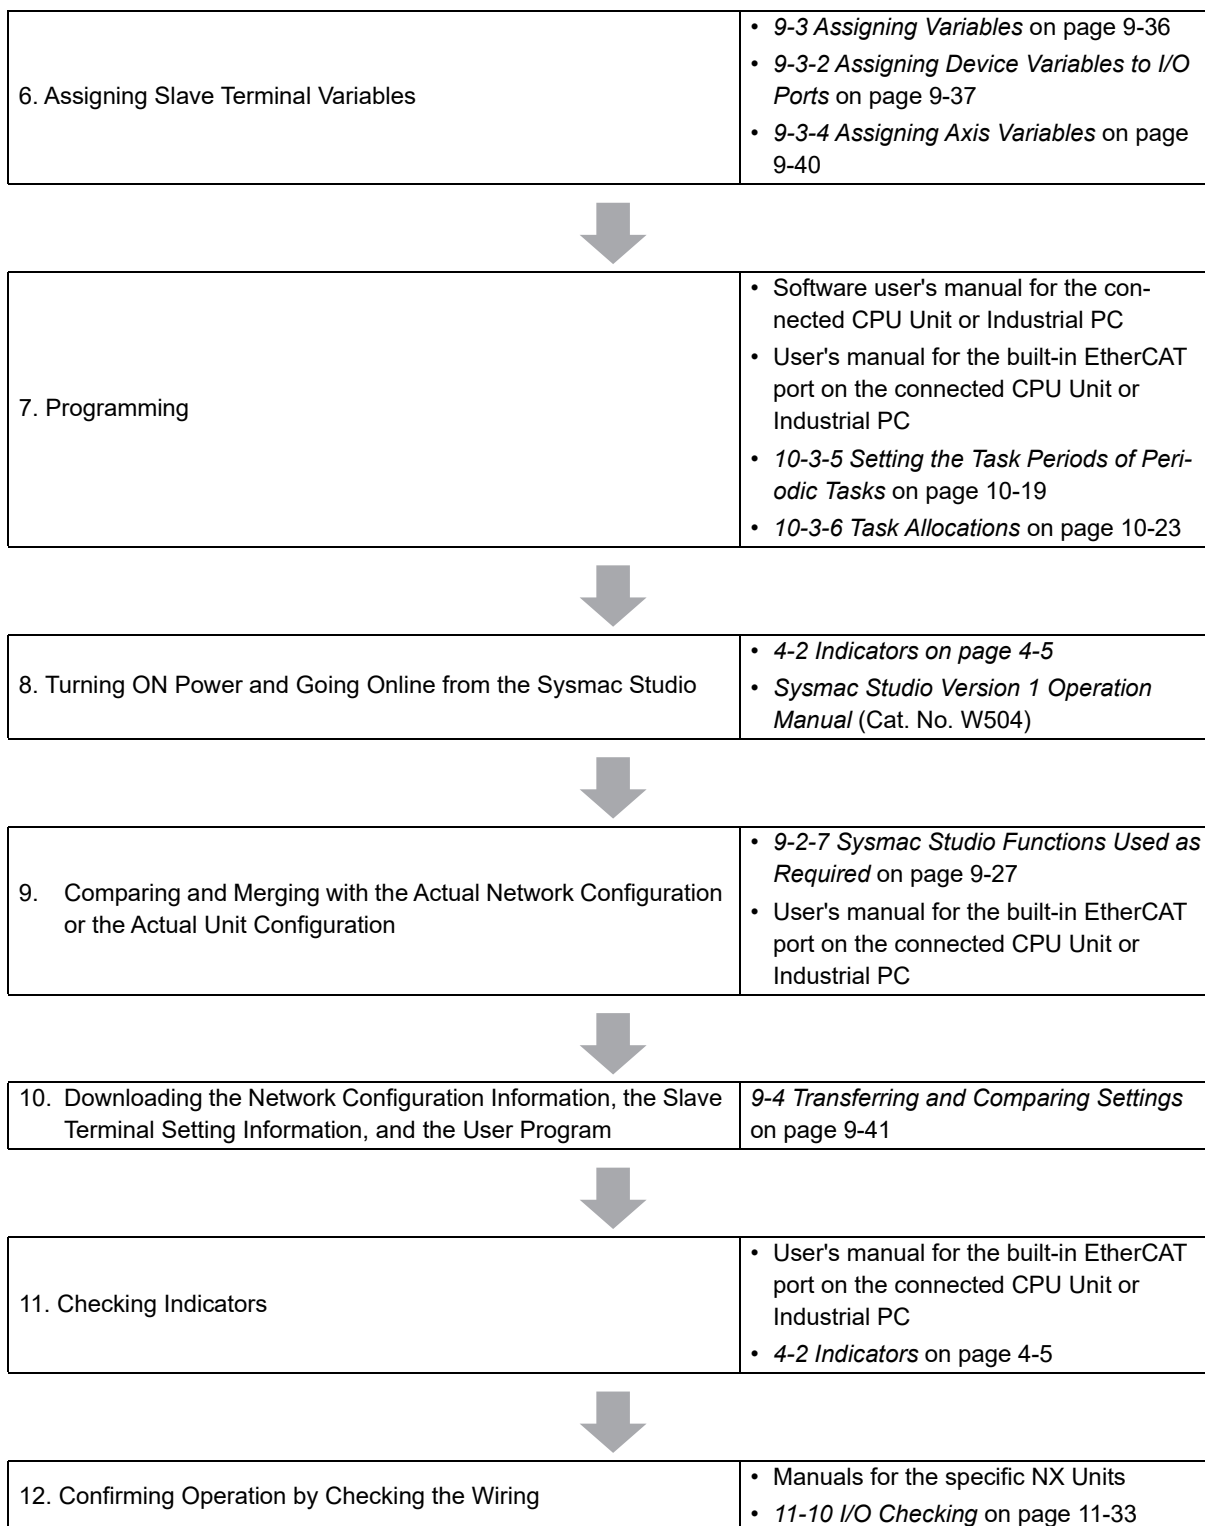 6. Assigning Slave Terminal Variables
• 9-3 Assigning Variables on page 9-36
• 9-3-2 Assigning Device Variables to I/O
Ports on page 9-37
• 9-3-4 Assigning Axis Variables on page
9-40
7. Programming
• Software user's manual for the con-
nected CPU Unit or Industrial PC
• User's manual for the built-in EtherCAT
port on the connected CPU Unit or
Industrial PC
• 10-3-5 Setting the Task Periods of Peri-
odic Tasks on page 10-19
• 10-3-6 Task Allocations on page 10-23
8. Turning ON Power and Going Online from the Sysmac Studio
• 4-2 Indicators on page 4-5
• Sysmac Studio Version 1 Operation
Manual (Cat. No. W504)
9. Comparing and Merging with the Actual Network Configuration
or the Actual Unit Configuration
• 9-2-7 Sysmac Studio Functions Used as
Required on page 9-27
• User's manual for the built-in EtherCAT
port on the connected CPU Unit or
Industrial PC
10. Downloading the Network Configuration Information, the Slave
Terminal Setting Information, and the User Program
9-4 Transferring and Comparing Settings
on page 9-41
11. Checking Indicators
• User's manual for the built-in EtherCAT
port on the connected CPU Unit or
Industrial PC
• 4-2 Indicators on page 4-5
12. Confirming Operation by Checking the Wiring
• Manuals for the specific NX Units
• 11-10 I/O Checking on page 11-33